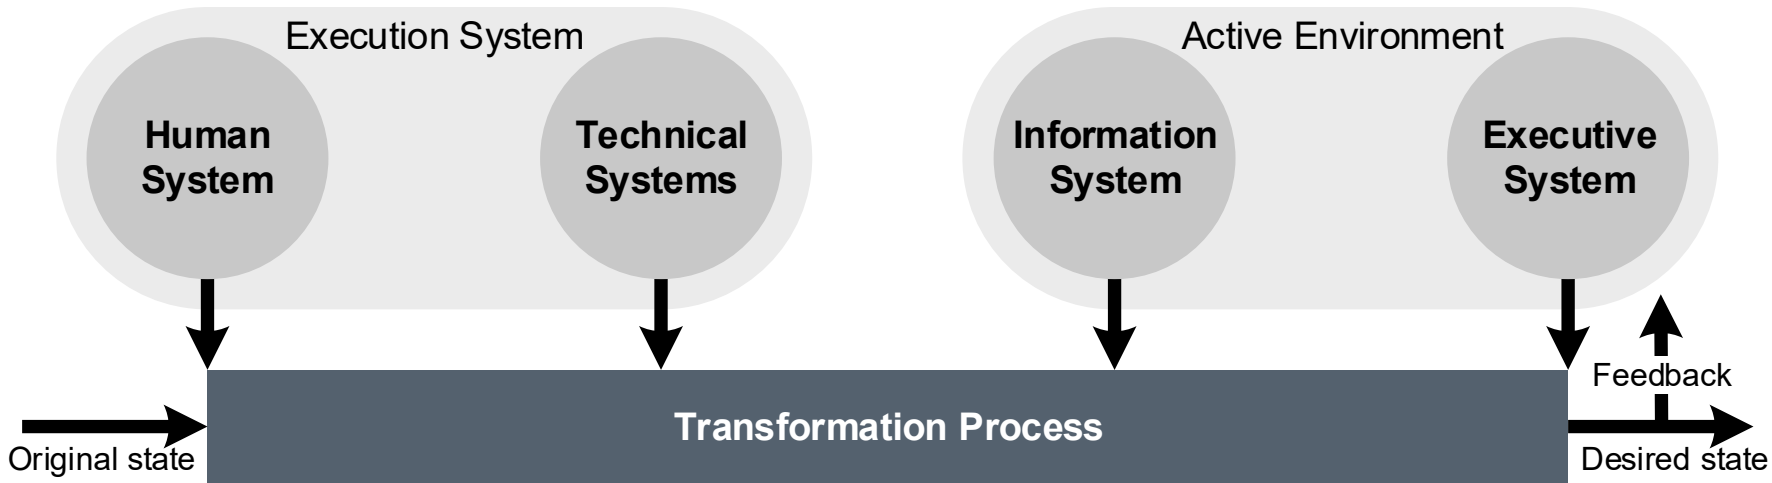 Execution System
Active Environment
Human
System
Technical
Systems
Information
System
Executive
System
Feedback
Transformation Process
Original state
Desired state